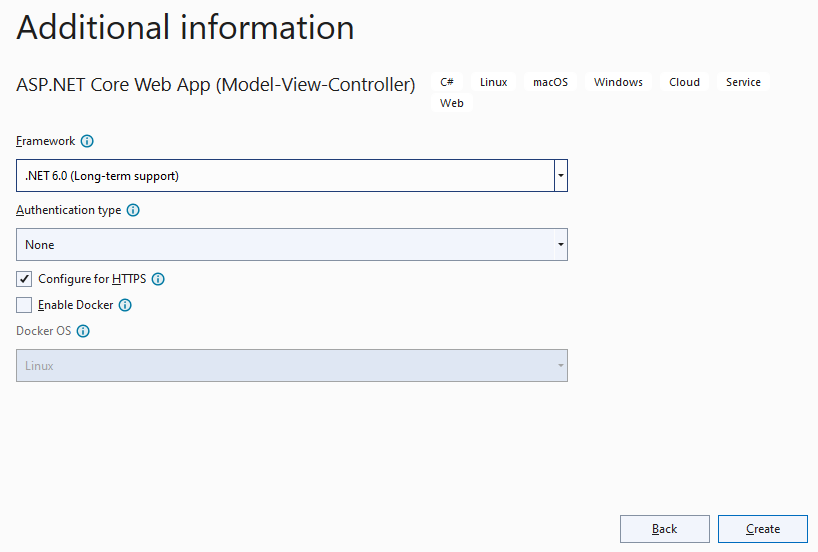 Additional information
ASP.NET Core Web App (Model-View-Controller) C# Linux macOS Windows Cloud Service
Web
Framework
.NET 6.0 (Long-term support)
Authentication type
None
Configure for HTTPS
Enable Docker
Docker OS
Linux
Back Create